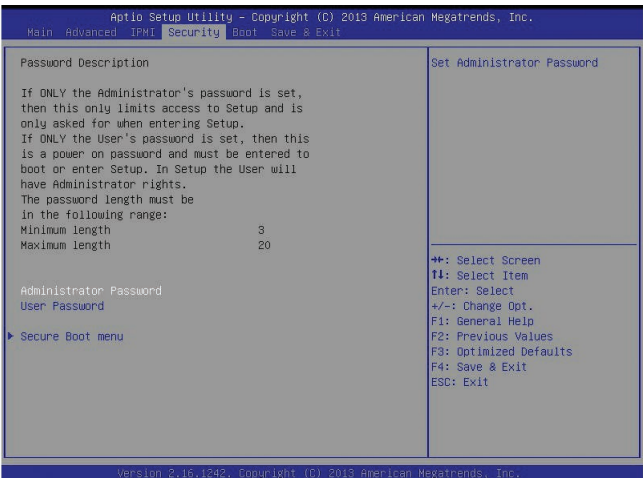 Aptio Setup Utility – Copyright (C) 2013 American Megatrends, Inc.
Main Advanced IPMI Security Boot Save & Exit
Password Description
If ONLY the Administrator's password is set,
then this only limits access to Setup and is
only asked for when entering Setup.
If ONLY the User's password is set, then this
is a power on password and must be entered to
boot or enter Setup. In Setup the User will
have Administrator rights.
The password length must be
in the following range:
Minimum length 3
Maximum length 20
Administrator Password
User Password
Secure Boot menu
Set Administrator Password
→←: Select Screen
↑↓: Select Item
Enter: Select
+/-: Change Opt.
F1: General Help
F2: Previous Values
F3: Optimized Defaults
F4: Save & Exit
ESC: Exit
Version 2.16.1242. Copyright (C) 2013 American Megatrends, Inc.